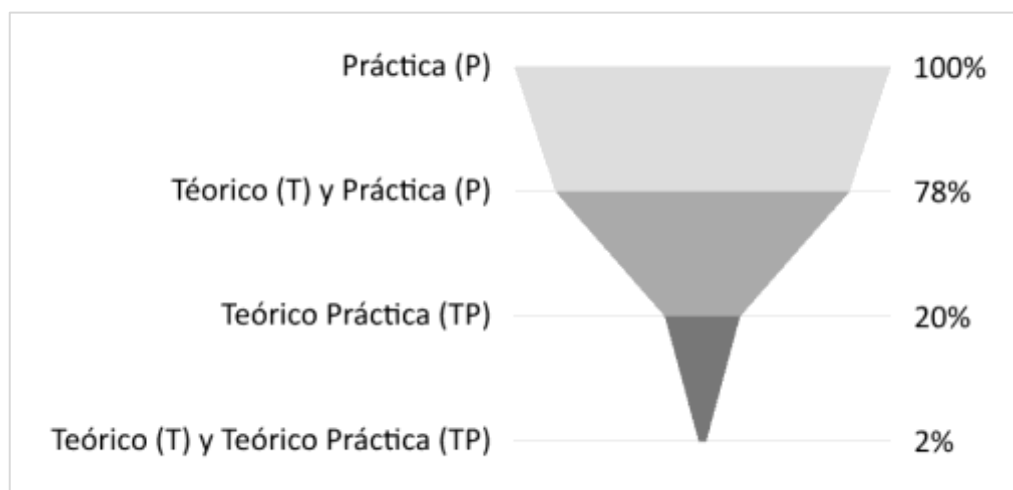 Práctica (P) 100%
Téorico (T) y Práctica (P) 78%
Teórico Práctica (TP) 20%
Teórico (T) y Teórico Práctica (TP) 2%